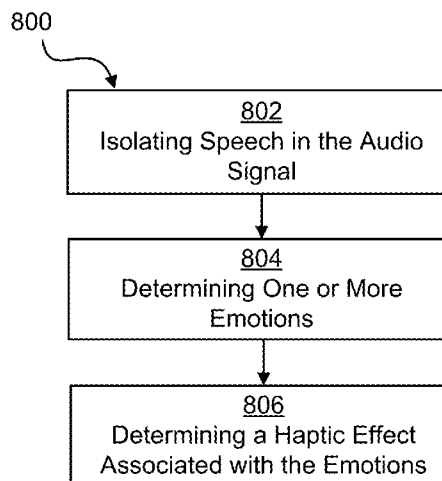 800
802
Isolating Speech in the Audio
Signal
804
Determining One or More
Emotions
806
Determining a Haptic Effect
Associated with the Emotions